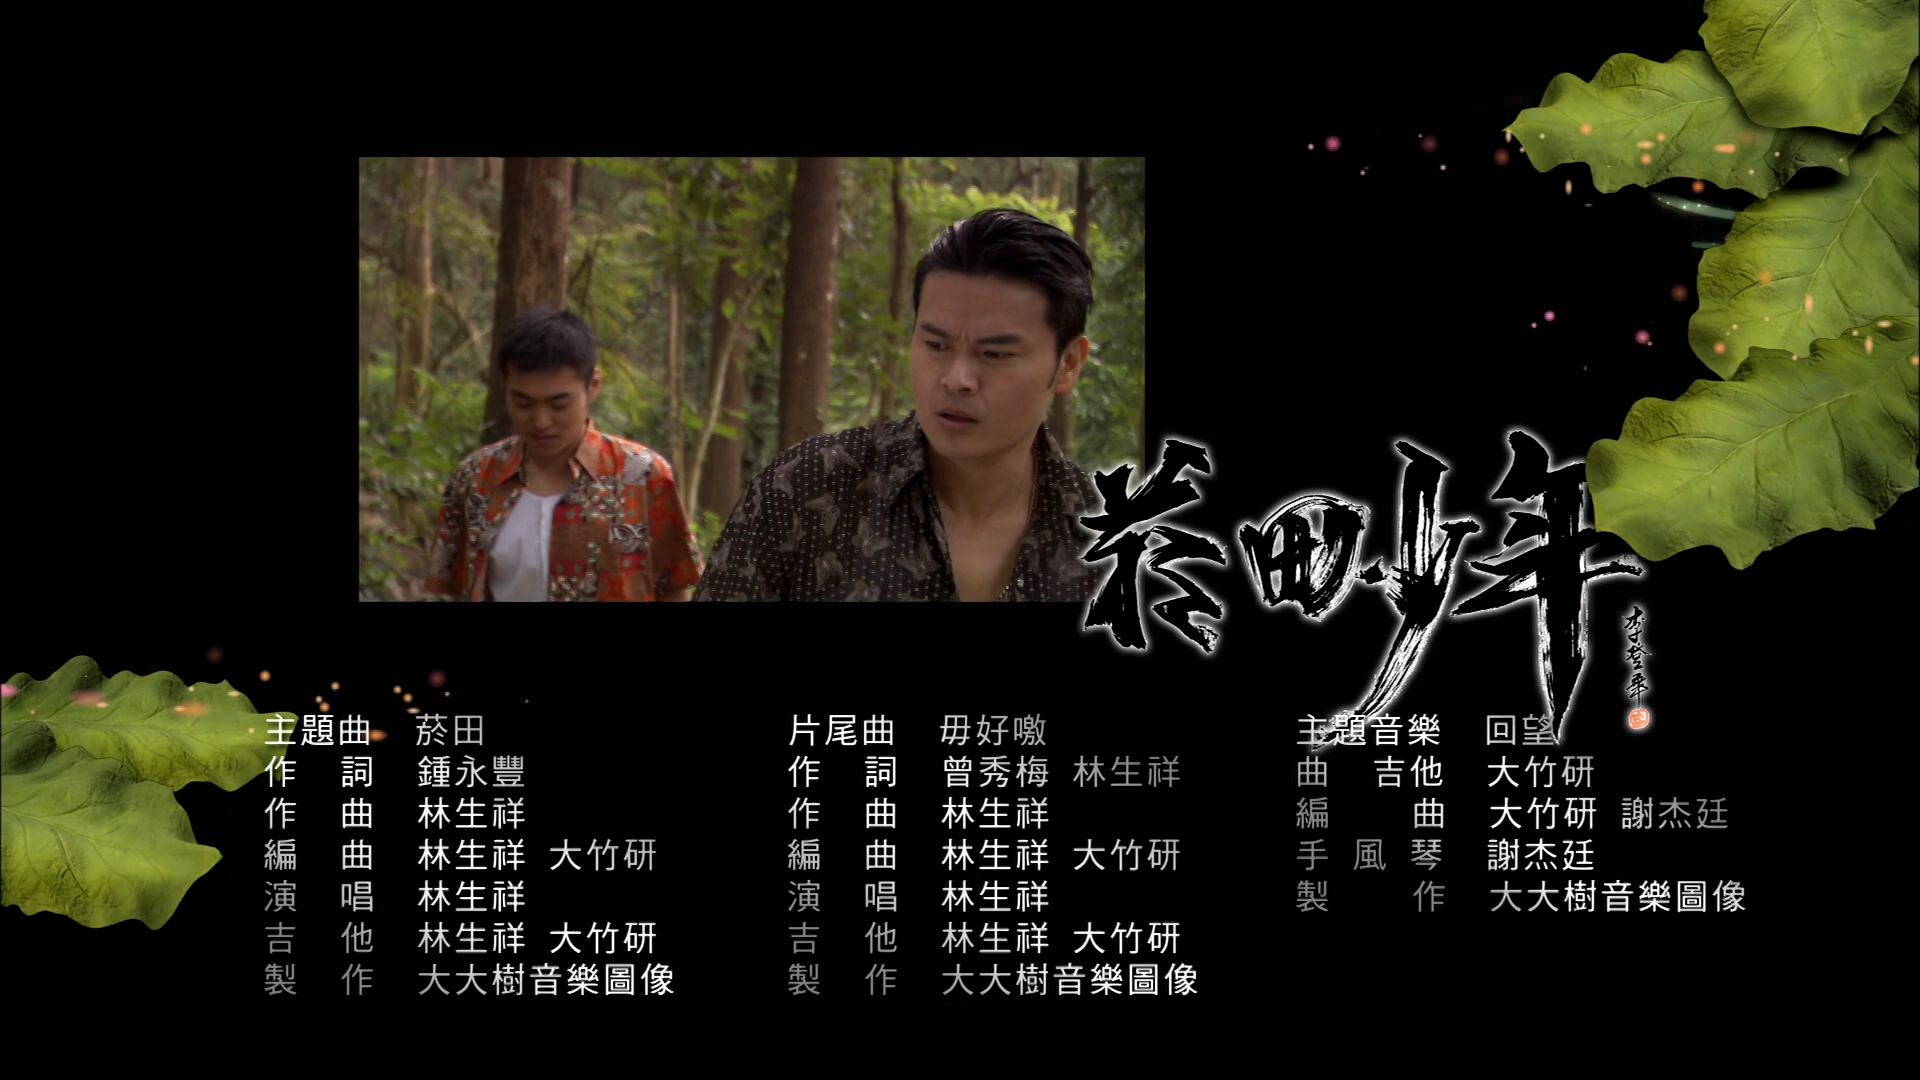 菸田少年
李登華
主題曲 菸田
作 詞 鍾永豐
作 曲 林生祥
編 曲 林生祥 大竹研
演 唱 林生祥
吉 他 林生祥 大竹研
製 作 大大樹音樂圖像
片尾曲 毋好噭
作 詞 曾秀梅 林生祥
作 曲 林生祥
編 曲 林生祥 大竹研
演 唱 林生祥
吉 他 林生祥 大竹研
製 作 大大樹音樂圖像
主題音樂 回望
曲 吉他 大竹研
編 曲 大竹研 謝杰廷
手 風 琴 謝杰廷
製 作 大大樹音樂圖像